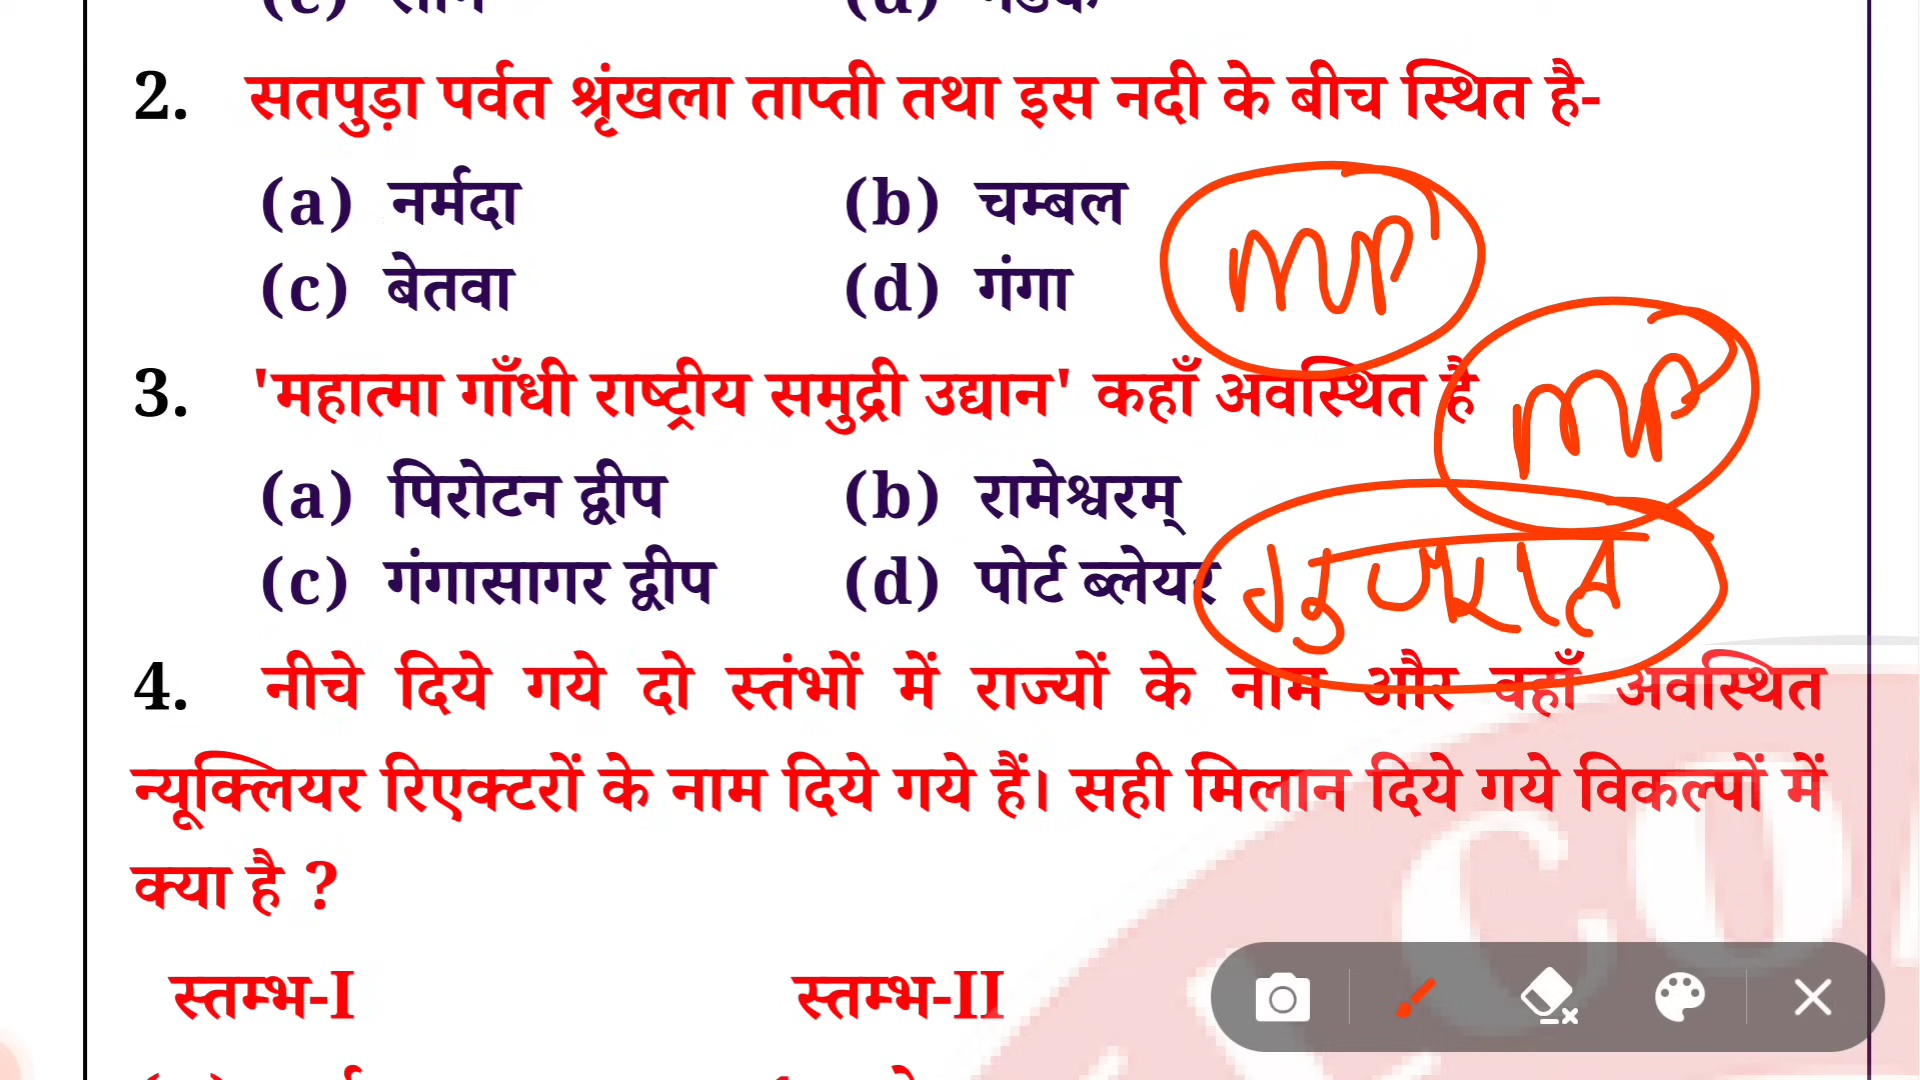 2. सतपुड़ा पर्वत श्रृंखला ताप्ती तथा इस नदी के बीच स्थित है-
(a) नर्मदा (b) चम्बल
MP
(c) बेतवा (d) गंगा
3. 'महात्मा गाँधी राष्ट्रीय समुद्री उद्यान' कहाँ अवस्थित है
MP
(a) पिरोटन द्वीप (b) रामेश्वरम्
(c) गंगासागर द्वीप (d) पोर्ट ब्लेयर
गुजरात
4. नीचे दिये गये दो स्तंभों में राज्यों के नाम और वहाँ अवस्थित
न्यूक्लियर रिएक्टरों के नाम दिये गये हैं। सही मिलान दिये गये विकल्पों में
क्या है ?
स्तम्भ-I स्तम्भ-II